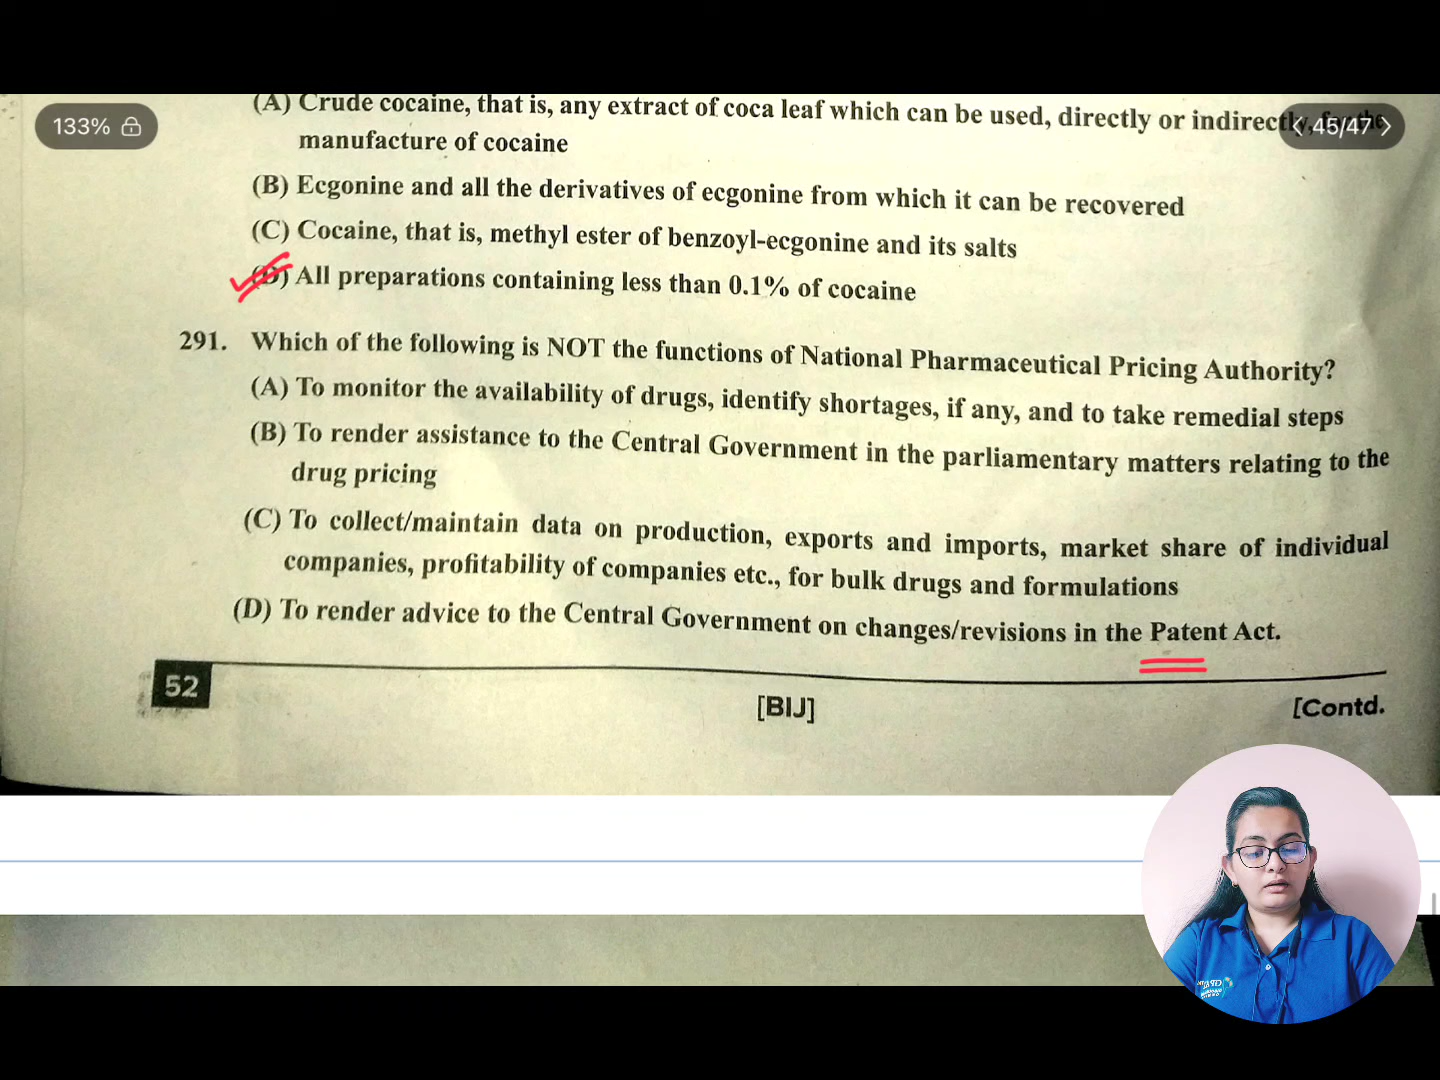 (A) Crude cocaine, that is, any extract of coca leaf which can be used, directly or indirectly,
133%
45/47
manufacture of cocaine
(B) Ecgonine and all the derivatives of ecgonine from which it can be recovered
(C) Cocaine, that is, methyl ester of benzoyl-ecgonine and its salts
(D) All preparations containing less than 0.1% of cocaine
291. Which of the following is NOT the functions of National Pharmaceutical Pricing Authority?
(A) To monitor the availability of drugs, identify shortages, if any, and to take remedial steps
(B) To render assistance to the Central Government in the parliamentary matters relating to the
drug pricing
(C) To collect/maintain data on production, exports and imports, market share of individual
companies, profitability of companies etc., for bulk drugs and formulations
(D) To render advice to the Central Government on changes/revisions in the Patent Act.
52
[BIJ]
[Contd.